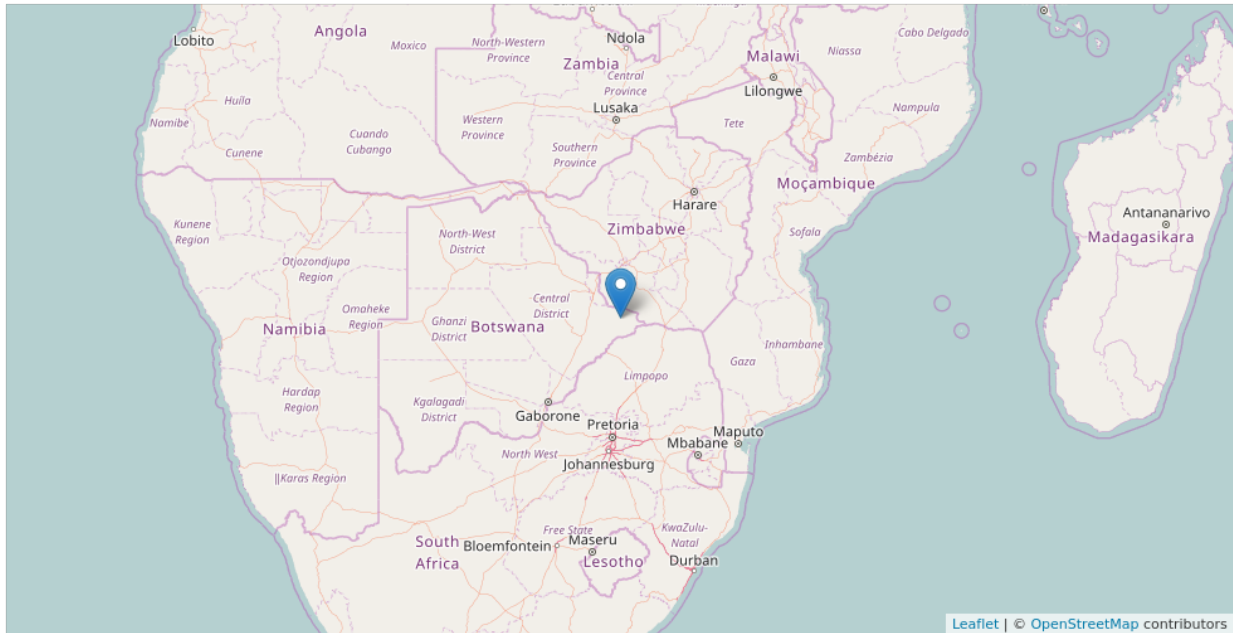 Lobito
Angola
Moxico
North-Western
Province
Ndola
Zambia
Central
Province
Malawi
Niassa
Cabo Delgado
Lilongwe
Huíla
Namibe
Cunene
Cuando
Cubango
Western
Province
Lusaka
Southern
Province
Tete
Nampula
Zambézia
Moçambique
Harare
Zimbabwe
Sofala
Antananarivo
Madagasikara
Kunene
Region
North-West
District
Otjozondjupa
Region
Omaheke
Region
Namibia
Ghanzi
District
Central
District
Botswana
Inhambane
Gaza
Limpopo
Hardap
Region
Kgalagadi
District
Gaborone
Pretoria
Maputo
Mbabane
North West
Johannesburg
||Karas Region
South
Africa
Free State
Bloemfontein
Maseru
Lesotho
KwaZulu-
Natal
Durban
Leaflet | © OpenStreetMap contributors